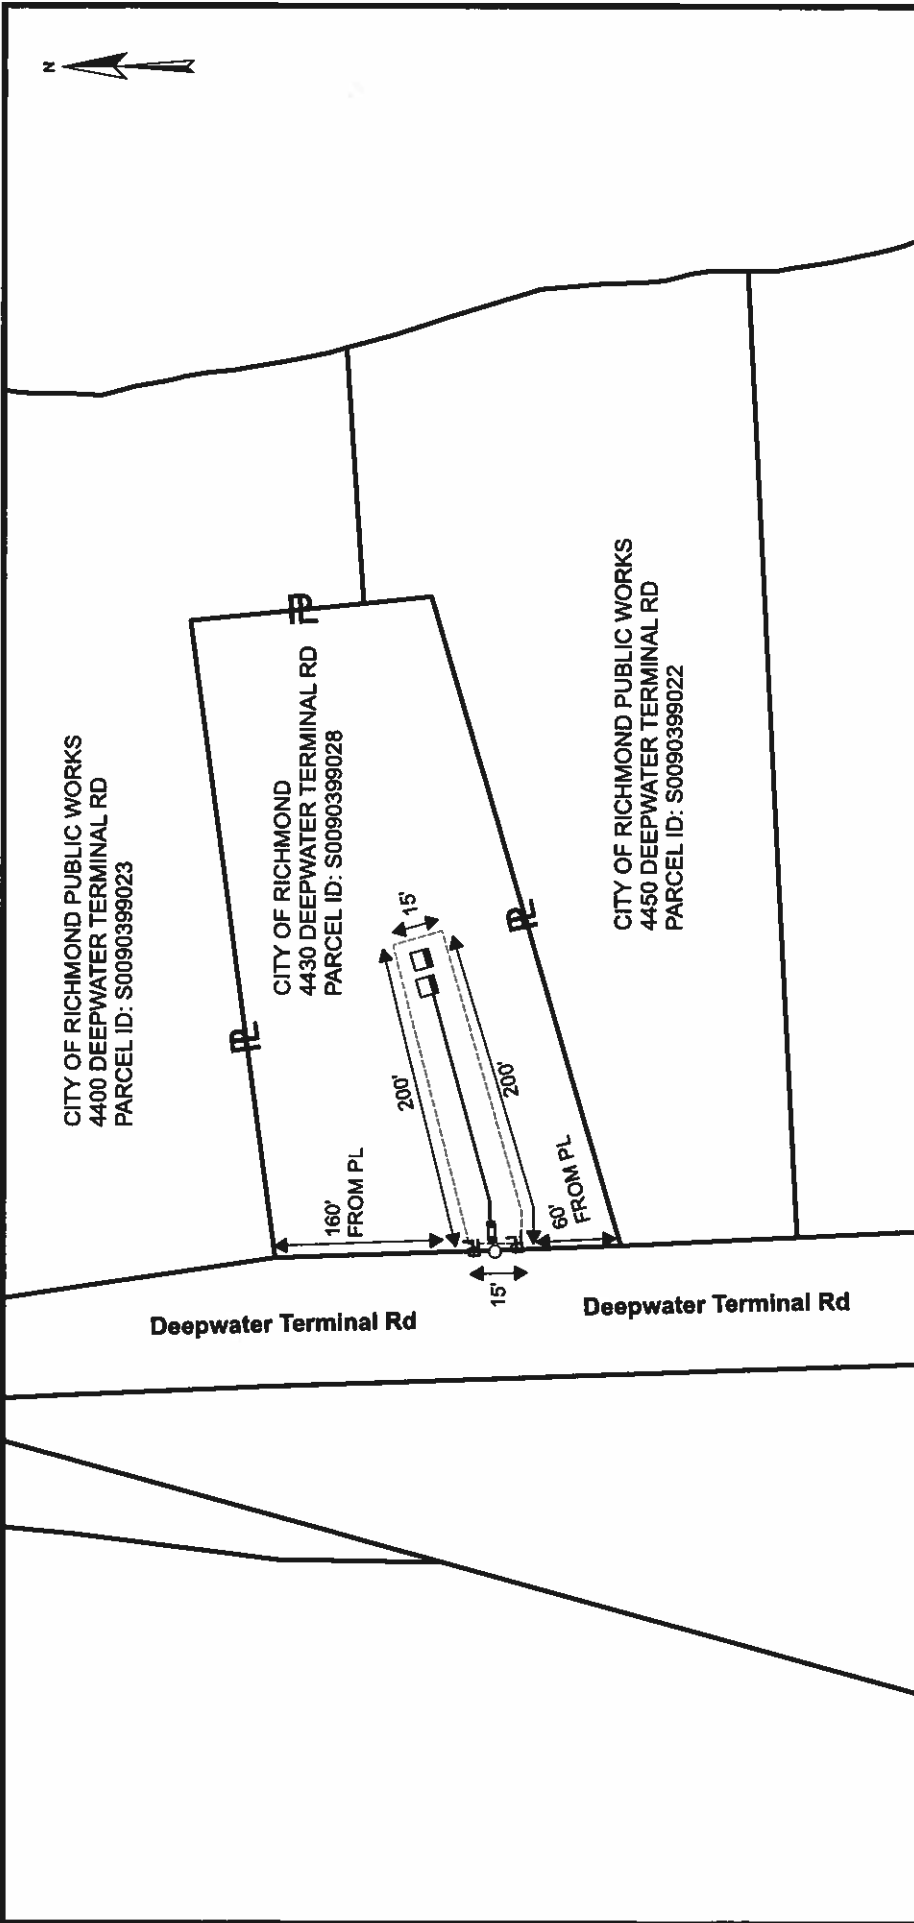 N
CITY OF RICHMOND PUBLIC WORKS
4400 DEEPWATER TERMINAL RD
PARCEL ID: S0090399023
CITY OF RICHMOND
4430 DEEPWATER TERMINAL RD
PARCEL ID: S0090399028
PL
PL
PL
160'
FROM PL
200'
15'
200'
60'
FROM PL
15'
CITY OF RICHMOND PUBLIC WORKS
4450 DEEPWATER TERMINAL RD
PARCEL ID: S0090399022
Deepwater Terminal Rd
Deepwater Terminal Rd